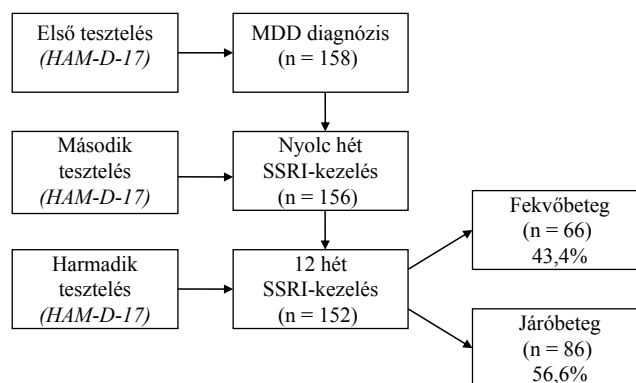 Első tesztelés
(HAM-D-17)
MDD diagnózis
(n = 158)
Második
tesztelés
(HAM-D-17)
Nyolc hét
SSRI-kezelés
(n = 156)
Harmadik
tesztelés
(HAM-D-17)
12 hét
SSRI-kezelés
(n = 152)
Fekvőbeteg
(n = 66)
43,4%
Járóbeteg
(n = 86)
56,6%